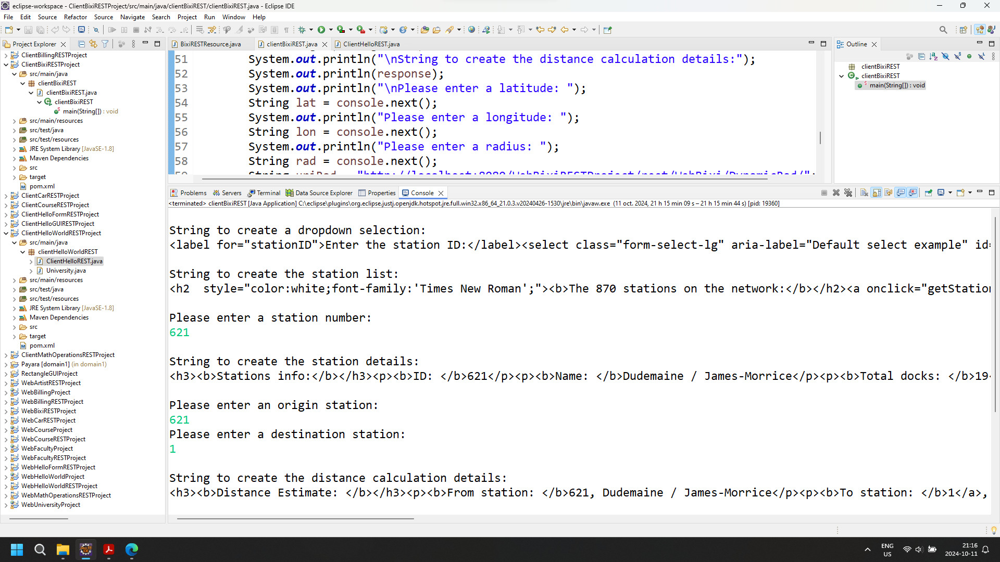 eclipse-workspace - ClientBixiRESTProject/src/main/java/clientBixiREST/clientBixiREST.java - Eclipse IDE
File Edit Source Refactor Source Navigate Search Project Run Window Help
Project Explorer
ClientBillingRESTProject
ClientBixiRESTProject
src/main/java
clientBixiREST
clientBixiREST.java
clientBixiREST
main(String[]) : void
src/main/resources
src/test/java
src/test/resources
JRE System Library [JavaSE-1.8]
Maven Dependencies
src
target
pom.xml
ClientCarRESTProject
ClientCourseRESTProject
ClientHelloFormRESTProject
ClientHelloGUIRESTProject
ClientHelloWorldRESTProject
src/main/java
clientHelloWorldREST
ClientHelloREST.java
University.java
src/main/resources
src/test/java
src/test/resources
JRE System Library [JavaSE-1.8]
Maven Dependencies
src
target
pom.xml
ClientMathOperationsRESTProject
Payara [domain1] (in domain1)
RectangleGUIProject
WebArtistRESTProject
WebBillingProject
WebBillingRESTProject
WebBixiRESTProject
WebCarRESTProject
WebCourseProject
WebCourseRESTProject
WebFacultyProject
WebFacultyRESTProject
WebHelloFormRESTProject
WebHelloWorldProject
WebHelloWorldRESTProject
WebMathOperationsRESTProject
WebUniversityProject
BixiRESTResource.java clientBixiREST.java ClientHelloREST.java
51 System.out.println("\nString to create the distance calculation details:");
52 System.out.println(response);
53 System.out.println("\nPlease enter a latitude: ");
54 String lat = console.next();
55 System.out.println("Please enter a longitude: ");
56 String lon = console.next();
57 System.out.println("Please enter a radius: ");
58 String rad = console.next();
59 String uriRad = "http://localhost:8080/WebBixiRESTProject/rest/WebBixi/DynamicRad/";
Outline
clientBixiREST
clientBixiREST
main(String[]) : void
Problems Servers Terminal Data Source Explorer Properties Console
<terminated> clientBixiREST [Java Application] C:\eclipse\plugins\org.eclipse.justj.openjdk.hotspot.jre.full.win32.x86_64_21.0.3.v20240426-1530\jre\bin\javaw.exe (11 oct. 2024, 21 h 15 min 09 s – 21 h 15 min 44 s) [pid: 19360]
String to create a dropdown selection:
<label for="stationID">Enter the station ID:</label><select class="form-select-lg" aria-label="Default select example" id=
String to create the station list:
<h2  style="color:white;font-family:'Times New Roman';"><b>The 870 stations on the network:</b></h2><a onclick="getStation
Please enter a station number:
621
String to create the station details:
<h3><b>Stations info:</b></h3><p><b>ID: </b>621</p><p><b>Name: </b>Dudemaine / James-Morrice</p><p><b>Total docks: </b>19<
Please enter an origin station:
621
Please enter a destination station:
1
String to create the distance calculation details:
<h3><b>Distance Estimate: </b></h3><p><b>From station: </b>621, Dudemaine / James-Morrice</p><p><b>To station: </b>1</a>,
ENG
US
21:16
2024-10-11